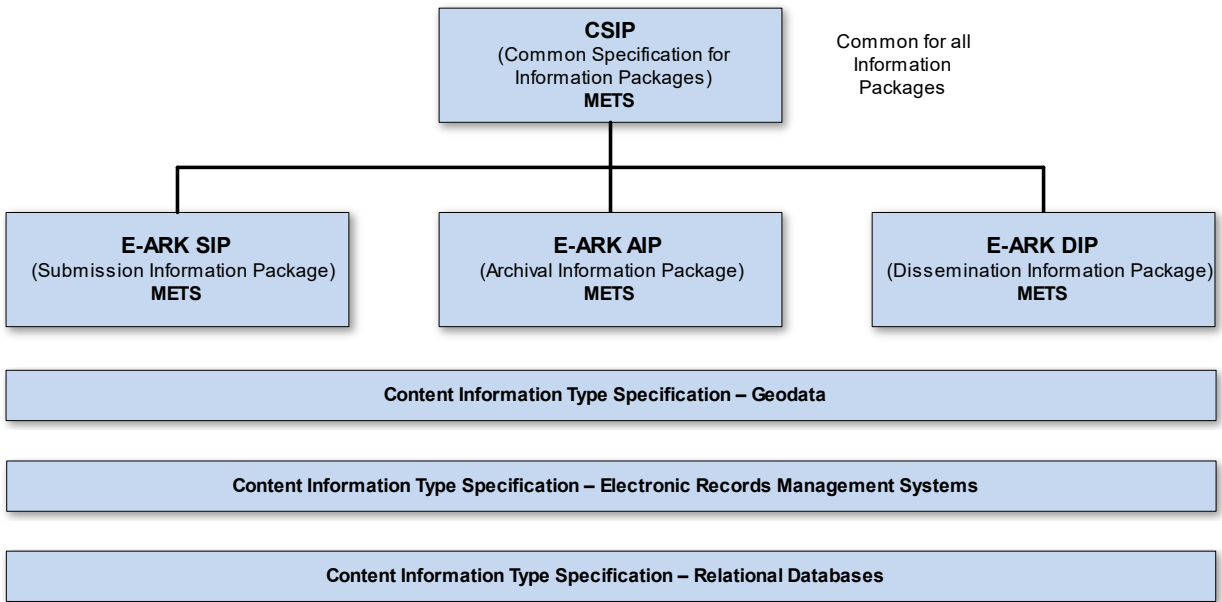 CSIP
(Common Specification for
Information Packages)
METS
Common for all
Information
Packages
E-ARK SIP
(Submission Information Package)
METS
E-ARK AIP
(Archival Information Package)
METS
E-ARK DIP
(Dissemination Information Package)
METS
Content Information Type Specification – Geodata
Content Information Type Specification – Electronic Records Management Systems
Content Information Type Specification – Relational Databases